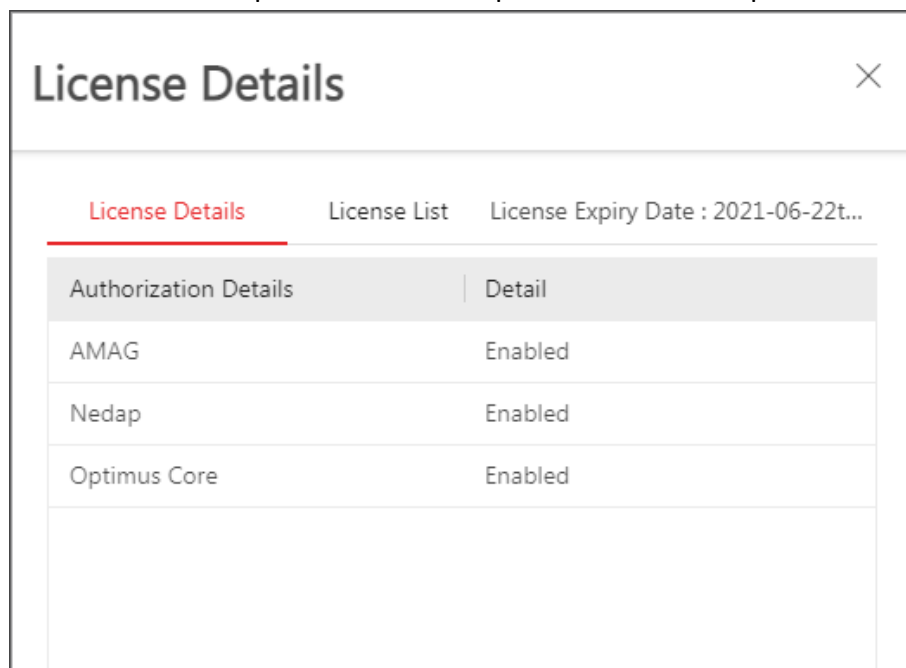 License Details
License Details License List License Expiry Date : 2021-06-22t...
Authorization Details Detail
AMAG Enabled
Nedap Enabled
Optimus Core Enabled